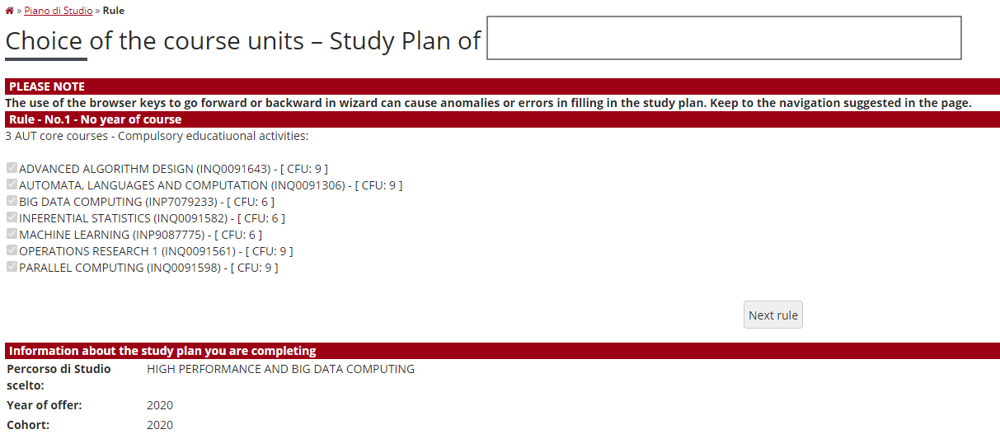 » Piano di Studio » Rule
Choice of the course units – Study Plan of
PLEASE NOTE
The use of the browser keys to go forward or backward in wizard can cause anomalies or errors in filling in the study plan. Keep to the navigation suggested in the page.
Rule - No.1 - No year of course
3 AUT core courses - Compulsory educatiuonal activities:
ADVANCED ALGORITHM DESIGN (INQ0091643) - [ CFU: 9 ]
AUTOMATA, LANGUAGES AND COMPUTATION (INQ0091306) - [ CFU: 9 ]
BIG DATA COMPUTING (INP7079233) - [ CFU: 6 ]
INFERENTIAL STATISTICS (INQ0091582) - [ CFU: 6 ]
MACHINE LEARNING (INP9087775) - [ CFU: 6 ]
OPERATIONS RESEARCH 1 (INQ0091561) - [ CFU: 9 ]
PARALLEL COMPUTING (INQ0091598) - [ CFU: 9 ]
Next rule
Information about the study plan you are completing
Percorso di Studio scelto: HIGH PERFORMANCE AND BIG DATA COMPUTING
Year of offer: 2020
Cohort: 2020